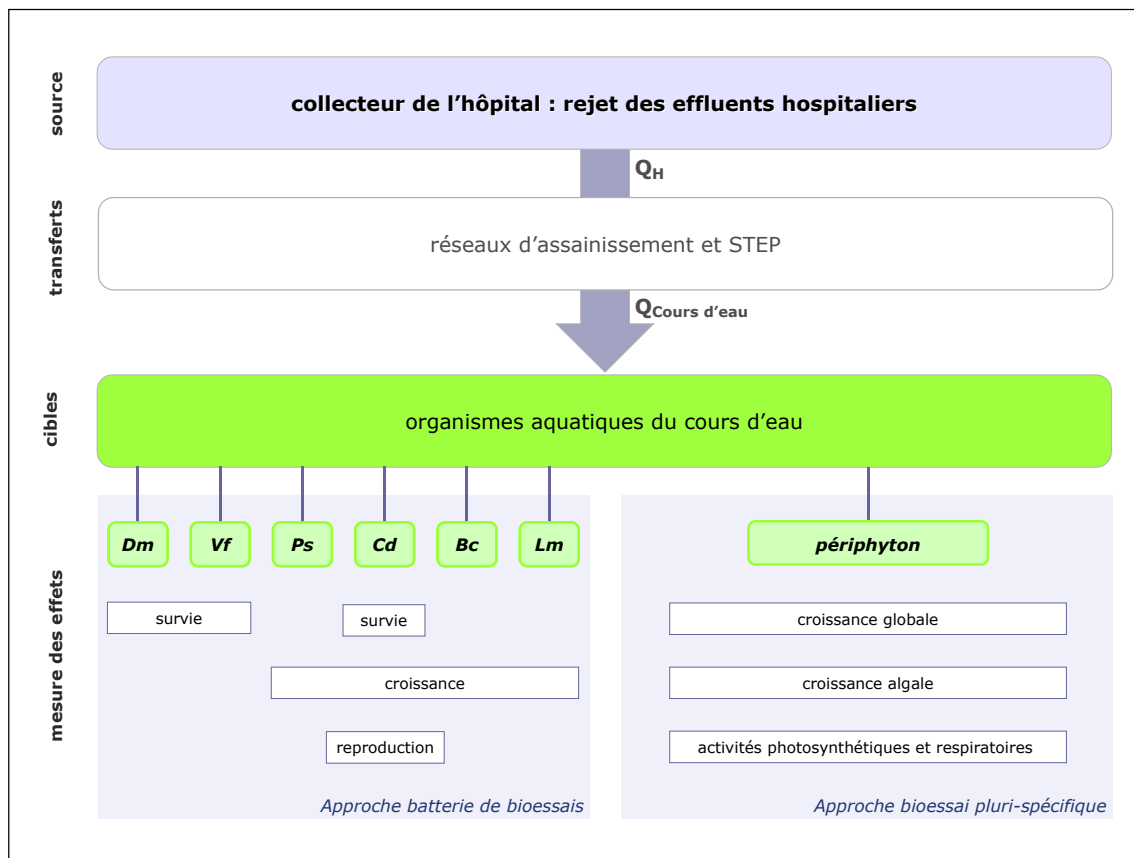 source
collecteur de l’hôpital : rejet des effluents hospitaliers
QH
transferts
réseaux d’assainissement et STEP
QCours d’eau
cibles
organismes aquatiques du cours d’eau
mesure des effets
Dm
Vf
Ps
Cd
Bc
Lm
survie
survie
croissance
reproduction
Approche batterie de bioessais
périphyton
croissance globale
croissance algale
activités photosynthétiques et respiratoires
Approche bioessai pluri-spécifique